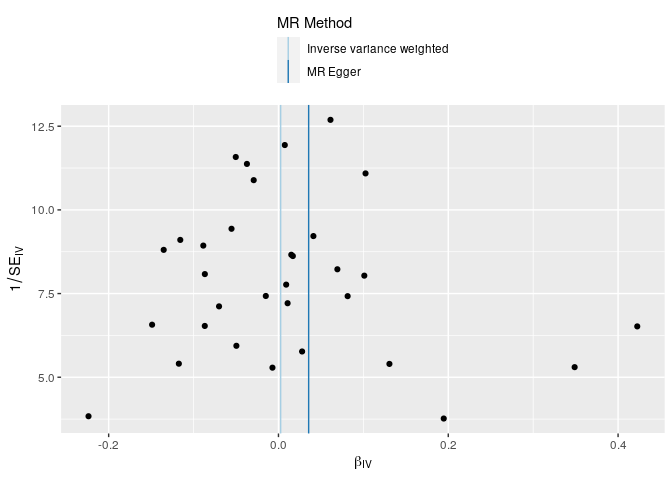 MR Method
Inverse variance weighted
MR Egger
12.5
10.0
7.5
5.0
1/SE_IV
-0.2 0.0 0.2 0.4
β_IV